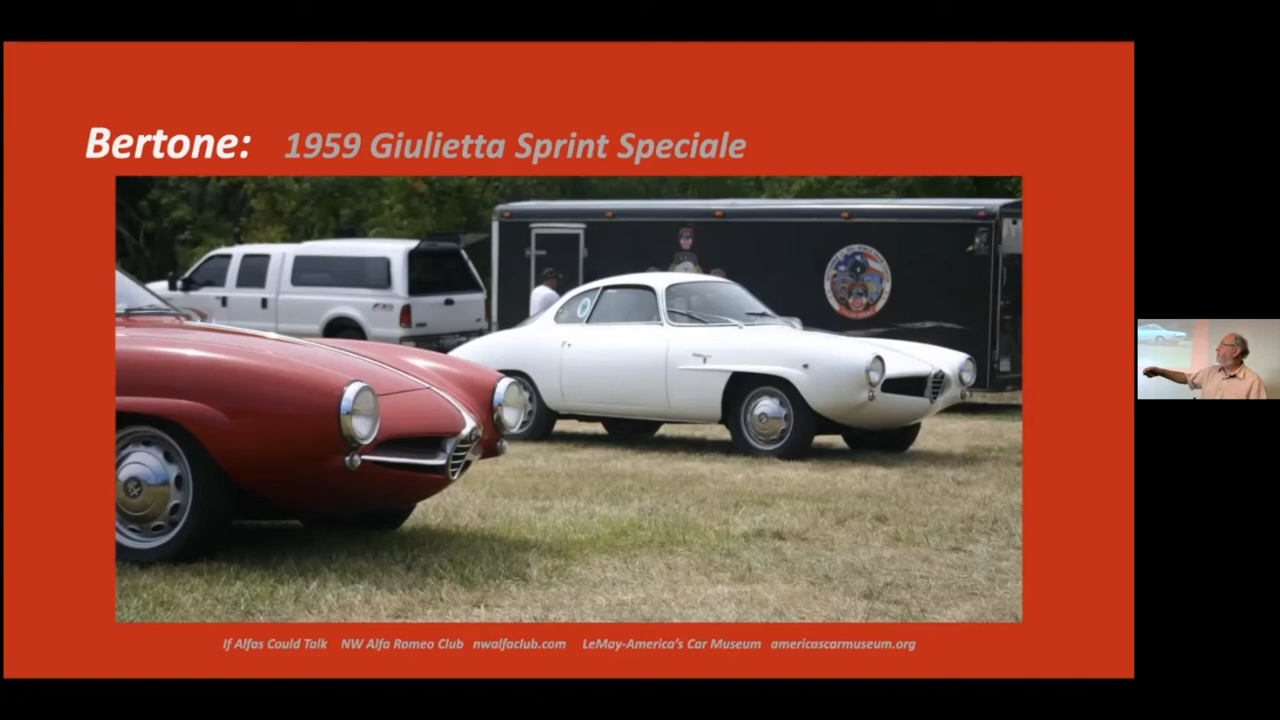 Bertone: 1959 Giulietta Sprint Speciale
If Alfas Could Talk NW Alfa Romeo Club nwalfaclub.com LeMay-America's Car Museum americascarmuseum.org